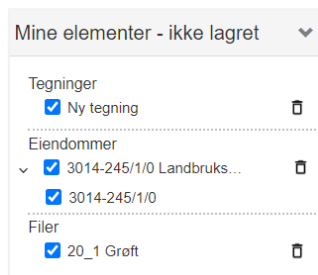 Mine elementer - ikke lagret
Tegninger
Ny tegning
Eiendommer
3014-245/1/0 Landbruks...
3014-245/1/0
Filer
20_1 Grøft